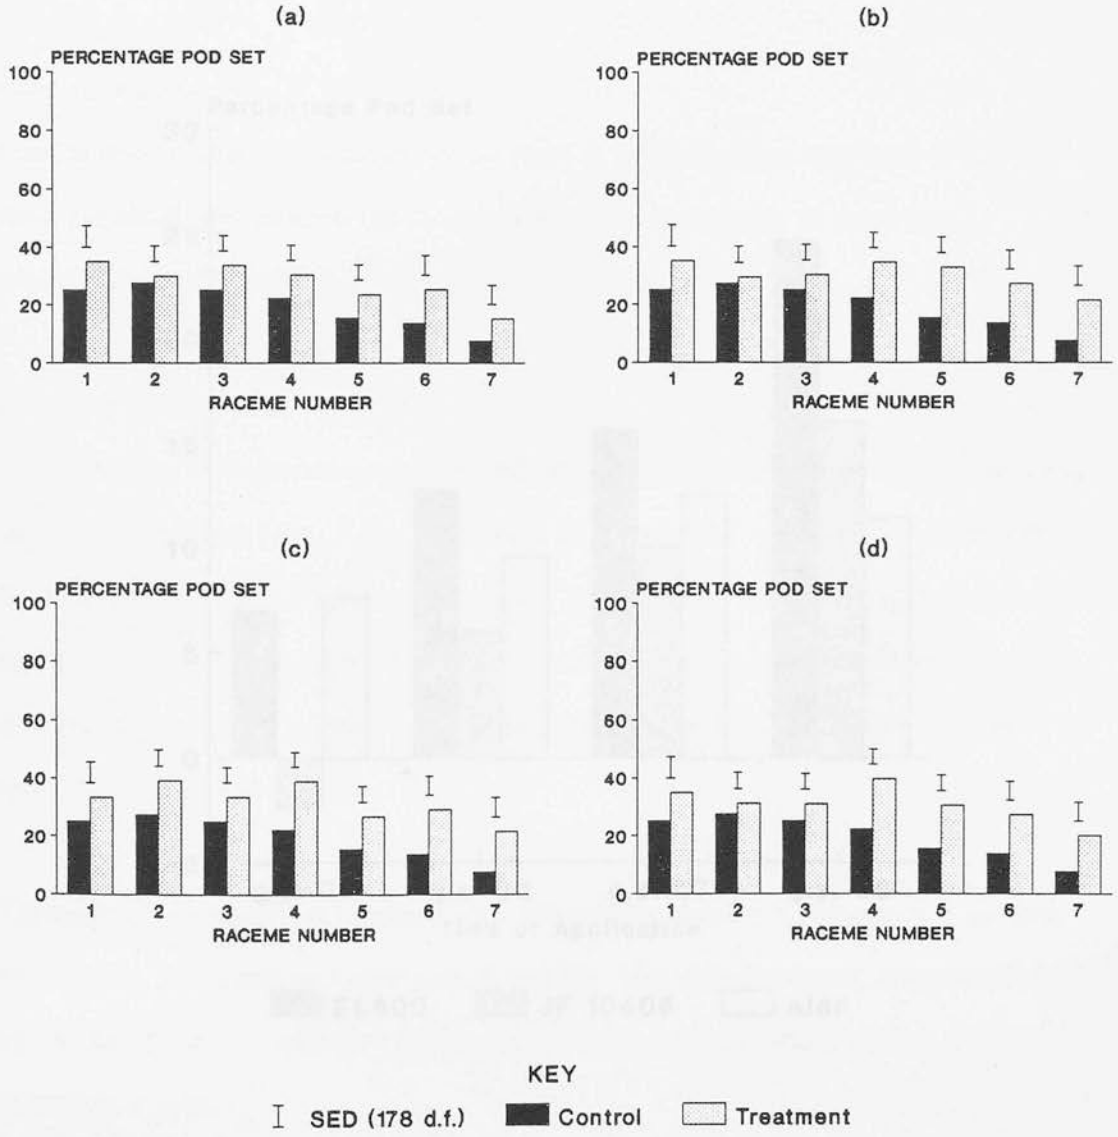 (a)
PERCENTAGE POD SET
100
80
60
40
20
0
1 2 3 4 5 6 7
RACEME NUMBER
(b)
PERCENTAGE POD SET
100
80
60
40
20
0
1 2 3 4 5 6 7
RACEME NUMBER
(c)
PERCENTAGE POD SET
100
80
60
40
20
0
1 2 3 4 5 6 7
RACEME NUMBER
(d)
PERCENTAGE POD SET
100
80
60
40
20
0
1 2 3 4 5 6 7
RACEME NUMBER
KEY
SED (178 d.f.) Control Treatment